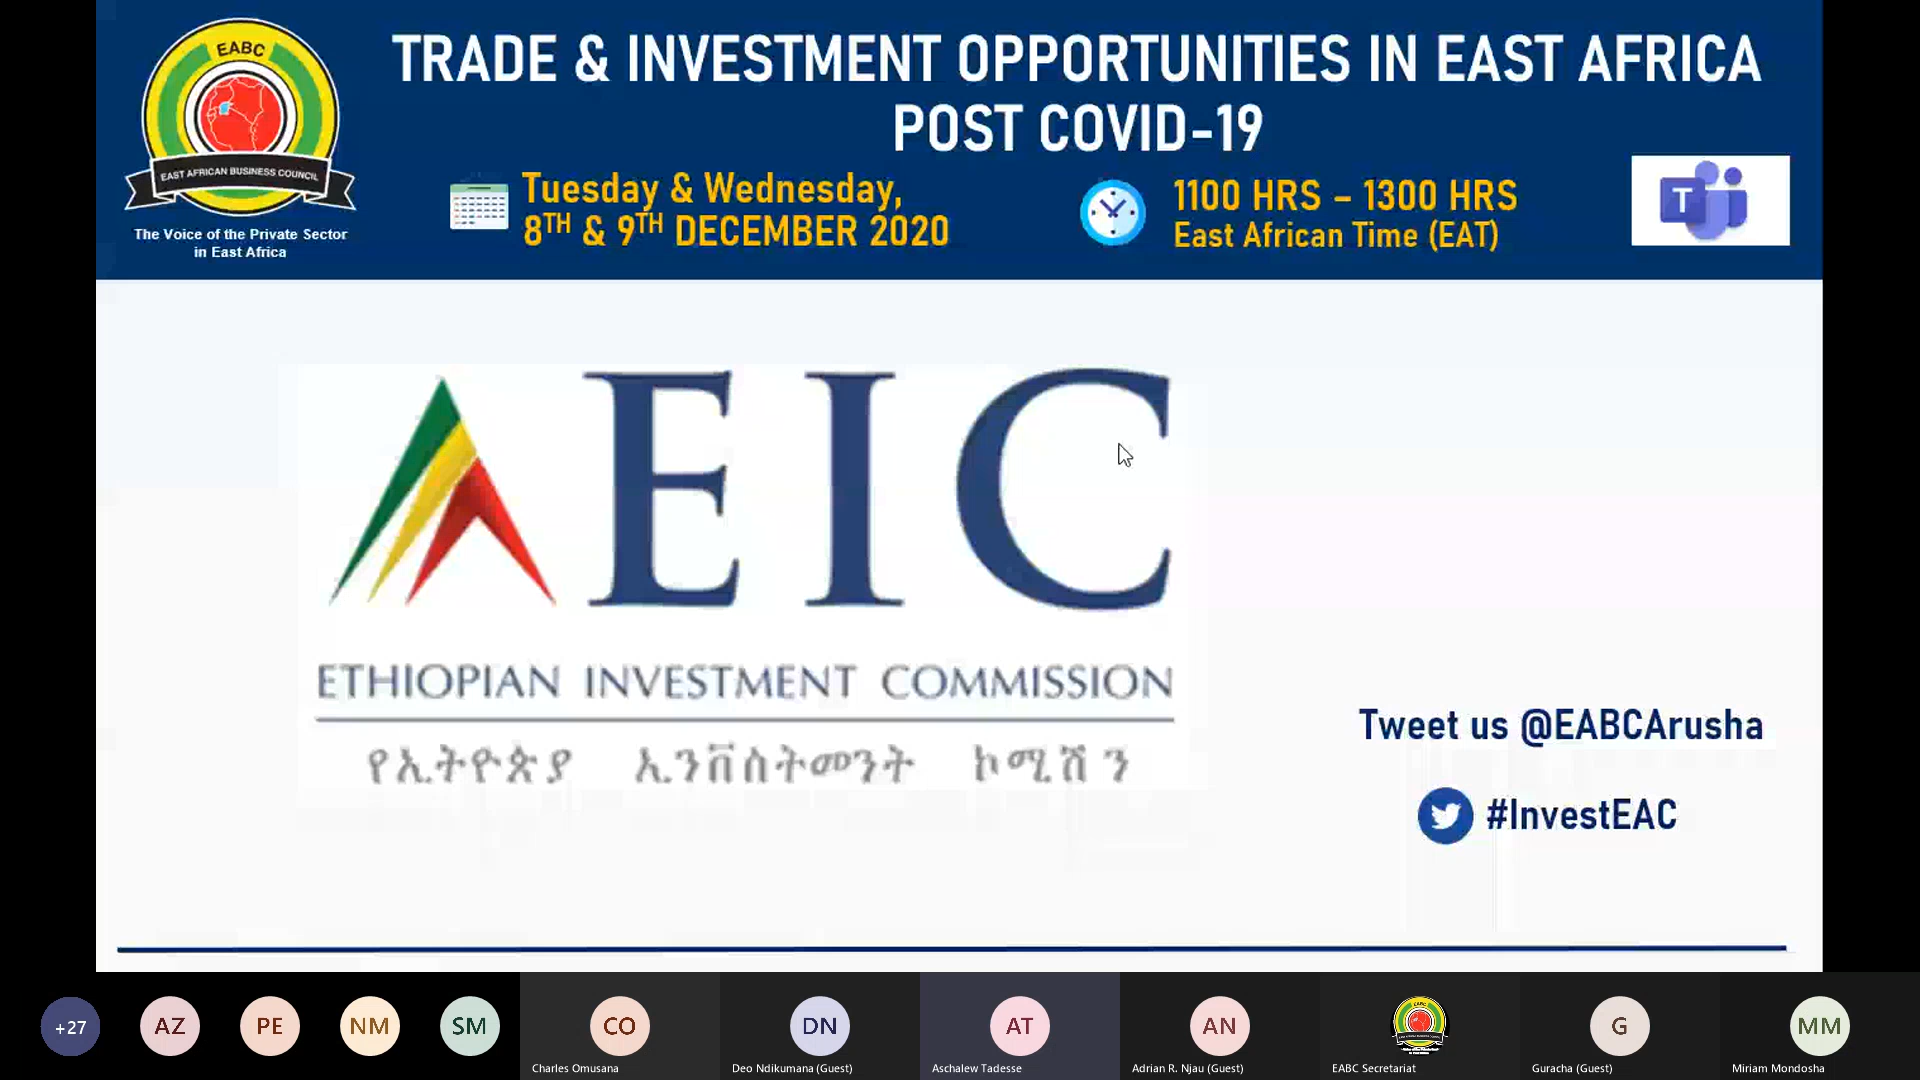 EABC
EAST AFRICAN BUSINESS COUNCIL
The Voice of the Private Sector
in East Africa
TRADE & INVESTMENT OPPORTUNITIES IN EAST AFRICA
POST COVID-19
Tuesday & Wednesday,
8TH & 9TH DECEMBER 2020
1100 HRS – 1300 HRS
East African Time (EAT)
T
EIC
ETHIOPIAN INVESTMENT COMMISSION
የኢትዮጵያ ኢንቨስትመንት ኮሚሽን
Tweet us @EABCArusha
#InvestEAC
+27
AZ
PE
NM
SM
CO
Charles Omusana
DN
Deo Ndikumana (Guest)
AT
Aschalew Tadesse
AN
Adrian R. Njau (Guest)
EABC Secretariat
G
Guracha (Guest)
MM
Miriam Mondosha